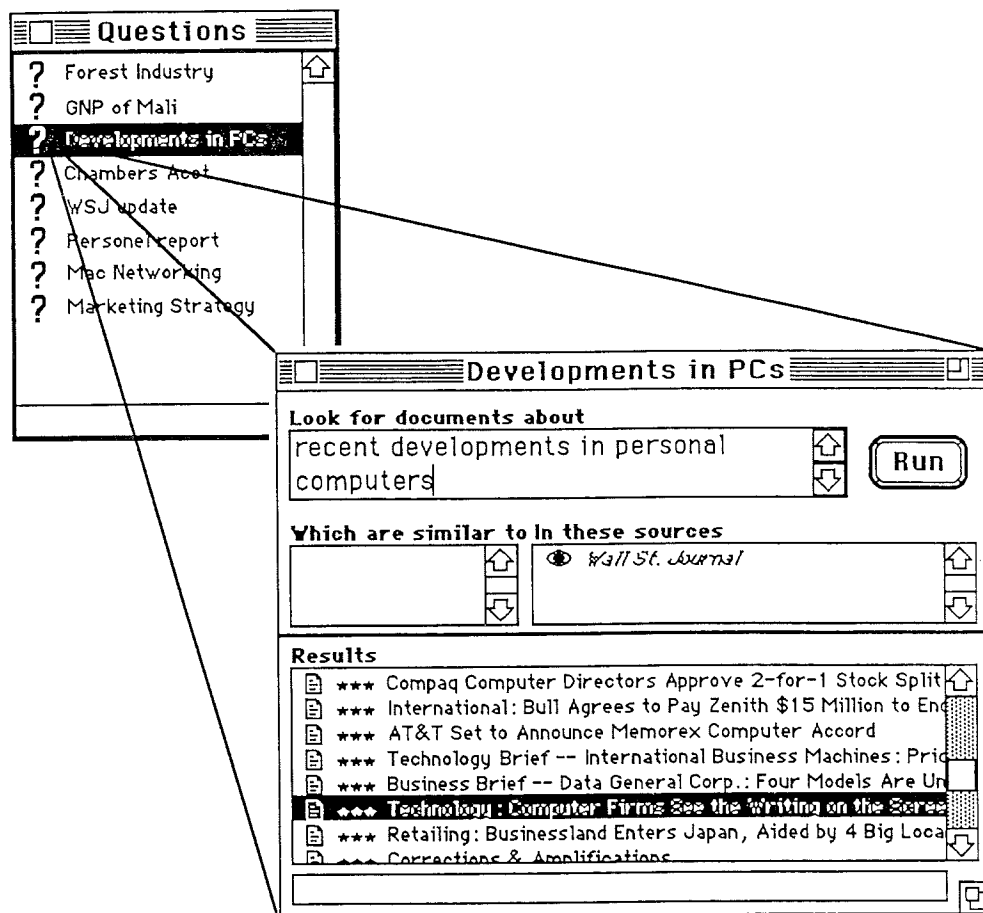 Questions
? Forest Industry
? GNP of Mali
? Developments in PCs
? Chambers Acct
? WSJ update
? Personel report
? Mac Networking
? Marketing Strategy
Developments in PCs
Look for documents about
recent developments in personal
computers
Run
Which are similar to In these sources
Wall St. Journal
Results
*** Compaq Computer Directors Approve 2-for-1 Stock Split
*** International: Bull Agrees to Pay Zenith $15 Million to End
*** AT&T Set to Announce Memorex Computer Accord
*** Technology Brief -- International Business Machines: Pric
*** Business Brief -- Data General Corp.: Four Models Are Un
*** Technology: Computer Firms See the Writing on the Scree
*** Retailing: Businessland Enters Japan, Aided by 4 Big Loca
*** Corrections & Amplifications